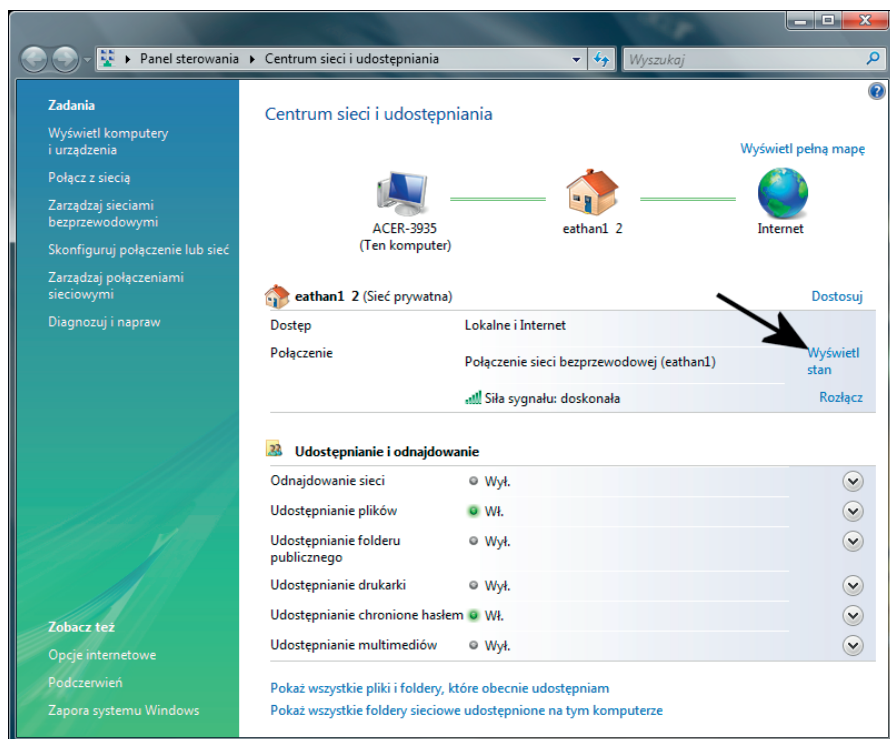 Panel sterowania ▸ Centrum sieci i udostępniania
Wyszukaj
Zadania
Wyświetl komputery
i urządzenia
Połącz z siecią
Zarządzaj sieciami
bezprzewodowymi
Skonfiguruj połączenie lub sieć
Zarządzaj połączeniami
sieciowymi
Diagnozuj i napraw
Zobacz też
Opcje internetowe
Podczerwień
Zapora systemu Windows
Centrum sieci i udostępniania
Wyświetl pełną mapę
ACER-3935
(Ten komputer)
eathan1 2
Internet
eathan1 2 (Sieć prywatna)
Dostosuj
Dostęp
Lokalne i Internet
Połączenie
Połączenie sieci bezprzewodowej (eathan1)
Wyświetl
stan
Siła sygnału: doskonała
Rozłącz
Udostępnianie i odnajdowanie
Odnajdowanie sieci
Wył.
Udostępnianie plików
Wł.
Udostępnianie folderu
publicznego
Wył.
Udostępnianie drukarki
Wył.
Udostępnianie chronione hasłem
Wł.
Udostępnianie multimediów
Wył.
Pokaż wszystkie pliki i foldery, które obecnie udostępniam
Pokaż wszystkie foldery sieciowe udostępnione na tym komputerze